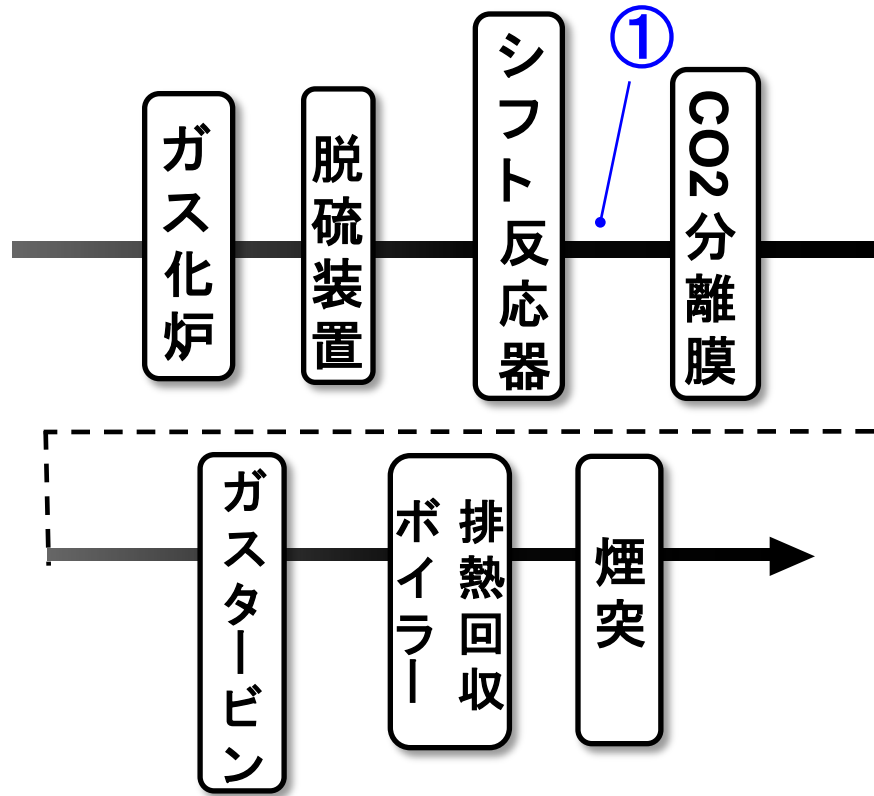 ガス化炉
脱硫装置
シフト反応器
①
CO2分離膜
ガスタービン
排熱回収
ボイラー
煙突